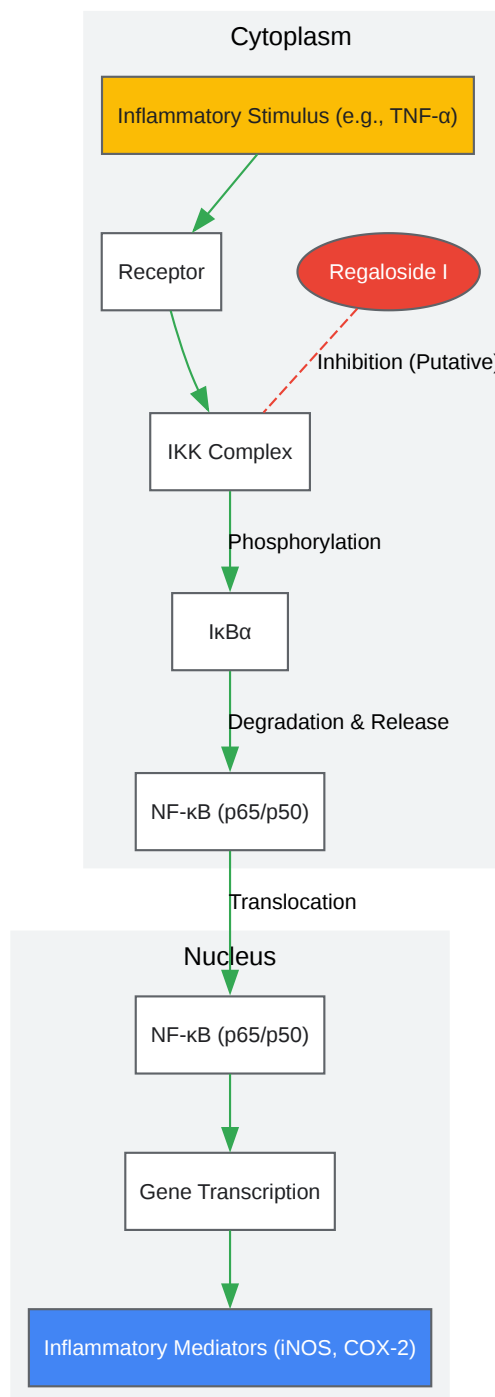 Cytoplasm
Inflammatory Stimulus (e.g., TNF-α)
Receptor
Regaloside I
Inhibition (Putative)
IKK Complex
Phosphorylation
IκBα
Degradation & Release
NF-κB (p65/p50)
Translocation
Nucleus
NF-κB (p65/p50)
Gene Transcription
Inflammatory Mediators (iNOS, COX-2)